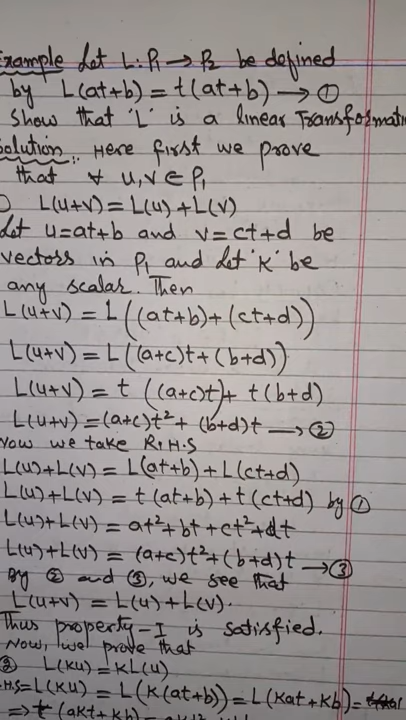 Example Let L: P₁ → P₂ be defined
by L(at+b) = t(at+b) → ①
Show that 'L' is a linear Transformati
Solution:. Here first we prove
that ∀ u,v ∈ P₁
) L(u+v) = L(u) + L(v)
Let u=at+b and v=ct+d be
vectors in P₁ and let 'K' be
any scalar. Then
L(u+v) = L((at+b)+(ct+d))
L(u+v) = L((a+c)t+(b+d))
L(u+v) = t((a+c)t)+ t(b+d)
L(u+v) = (a+c)t²+ (b+d)t → ②
Now we take R.H.S
L(u)+L(v) = L(at+b)+L(ct+d)
L(u)+L(v) = t(at+b)+t(ct+d) by ①
L(u)+L(v) = at²+bt+ct²+dt
L(u)+L(v) = (a+c)t²+(b+d)t → ③
By ② and ③, we see that
L(u+v) = L(u)+L(v).
Thus property-I is satisfied.
Now, we prove that
② L(ku) = kL(u)
H.S=L(ku) = L(k(at+b)) = L(kat+kb) =
=> t(akt+kb) =